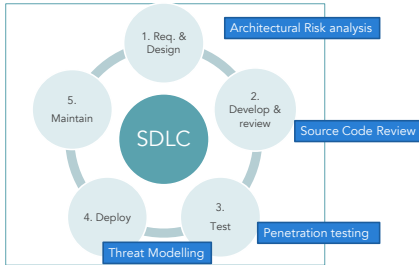 1. Req. &
Design
Architectural Risk analysis
2.
Develop &
review
Source Code Review
3.
Test
Penetration testing
4. Deploy
Threat Modelling
5.
Maintain
SDLC